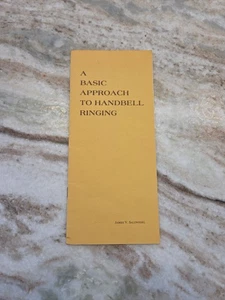 A
BASIC
APPROACH
TO HANDBELL
RINGING